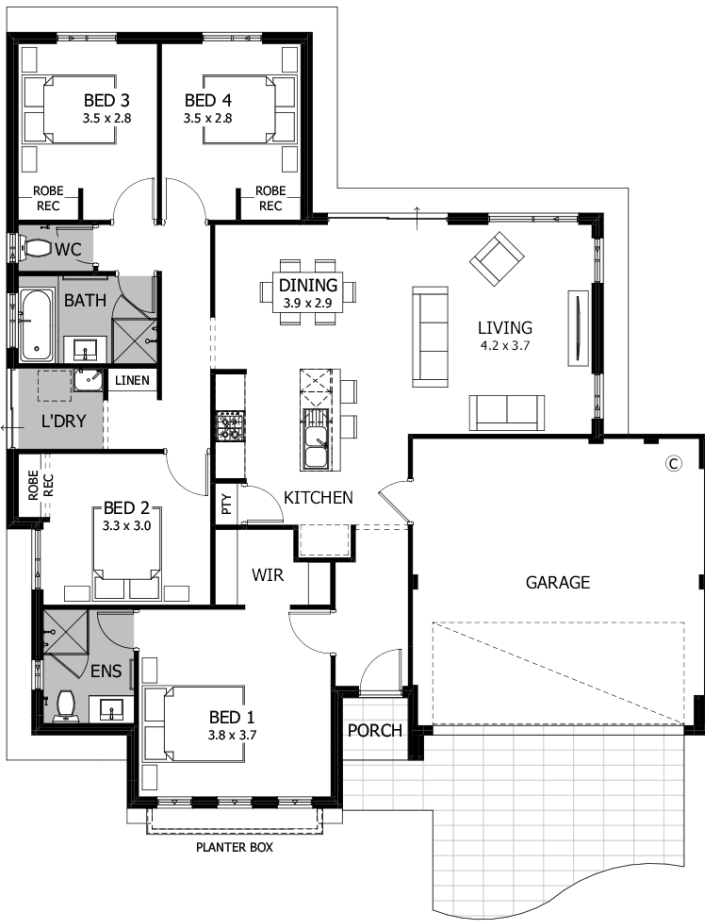 BED 3
3.5 x 2.8
BED 4
3.5 x 2.8
ROBE
REC
ROBE
REC
WC
BATH
DINING
3.9 x 2.9
LIVING
4.2 x 3.7
LINEN
L'DRY
ROBE
REC
BED 2
3.3 x 3.0
PTY
KITCHEN
C
WIR
GARAGE
ENS
BED 1
3.8 x 3.7
PORCH
PLANTER BOX